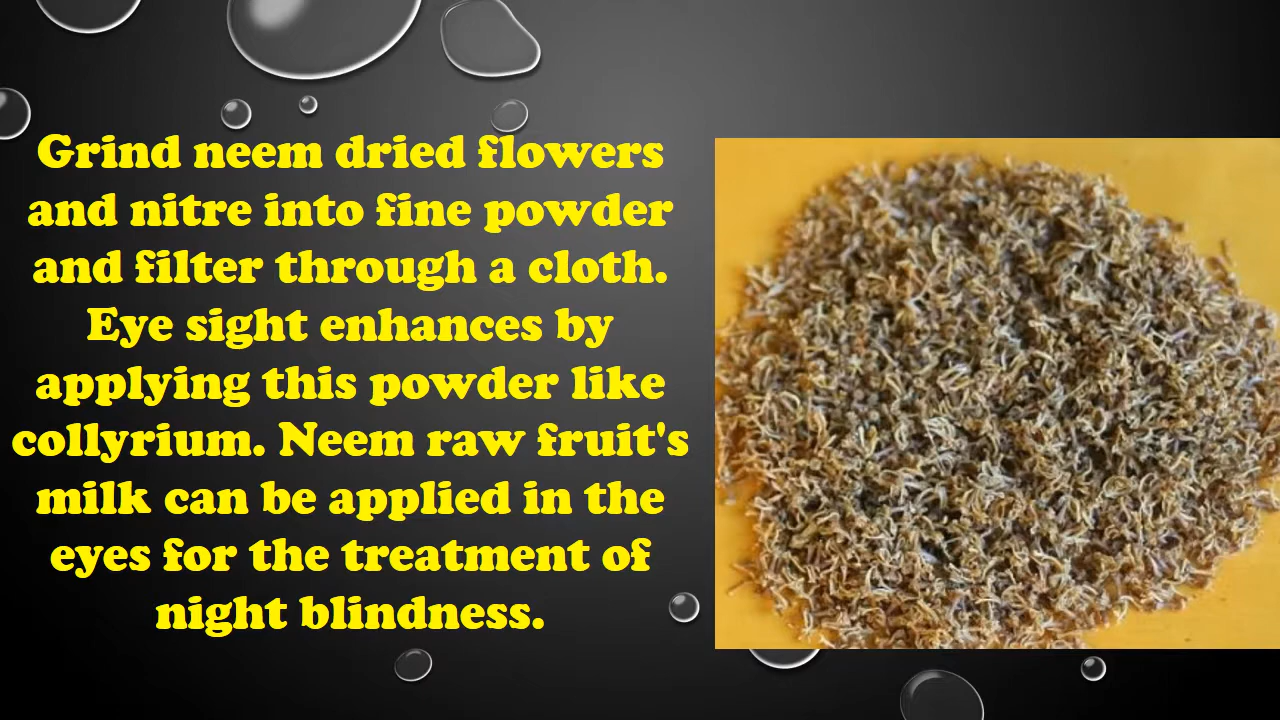 Grind neem dried flowers
and nitre into fine powder
and filter through a cloth.
Eye sight enhances by
applying this powder like
collyrium. Neem raw fruit's
milk can be applied in the
eyes for the treatment of
night blindness.